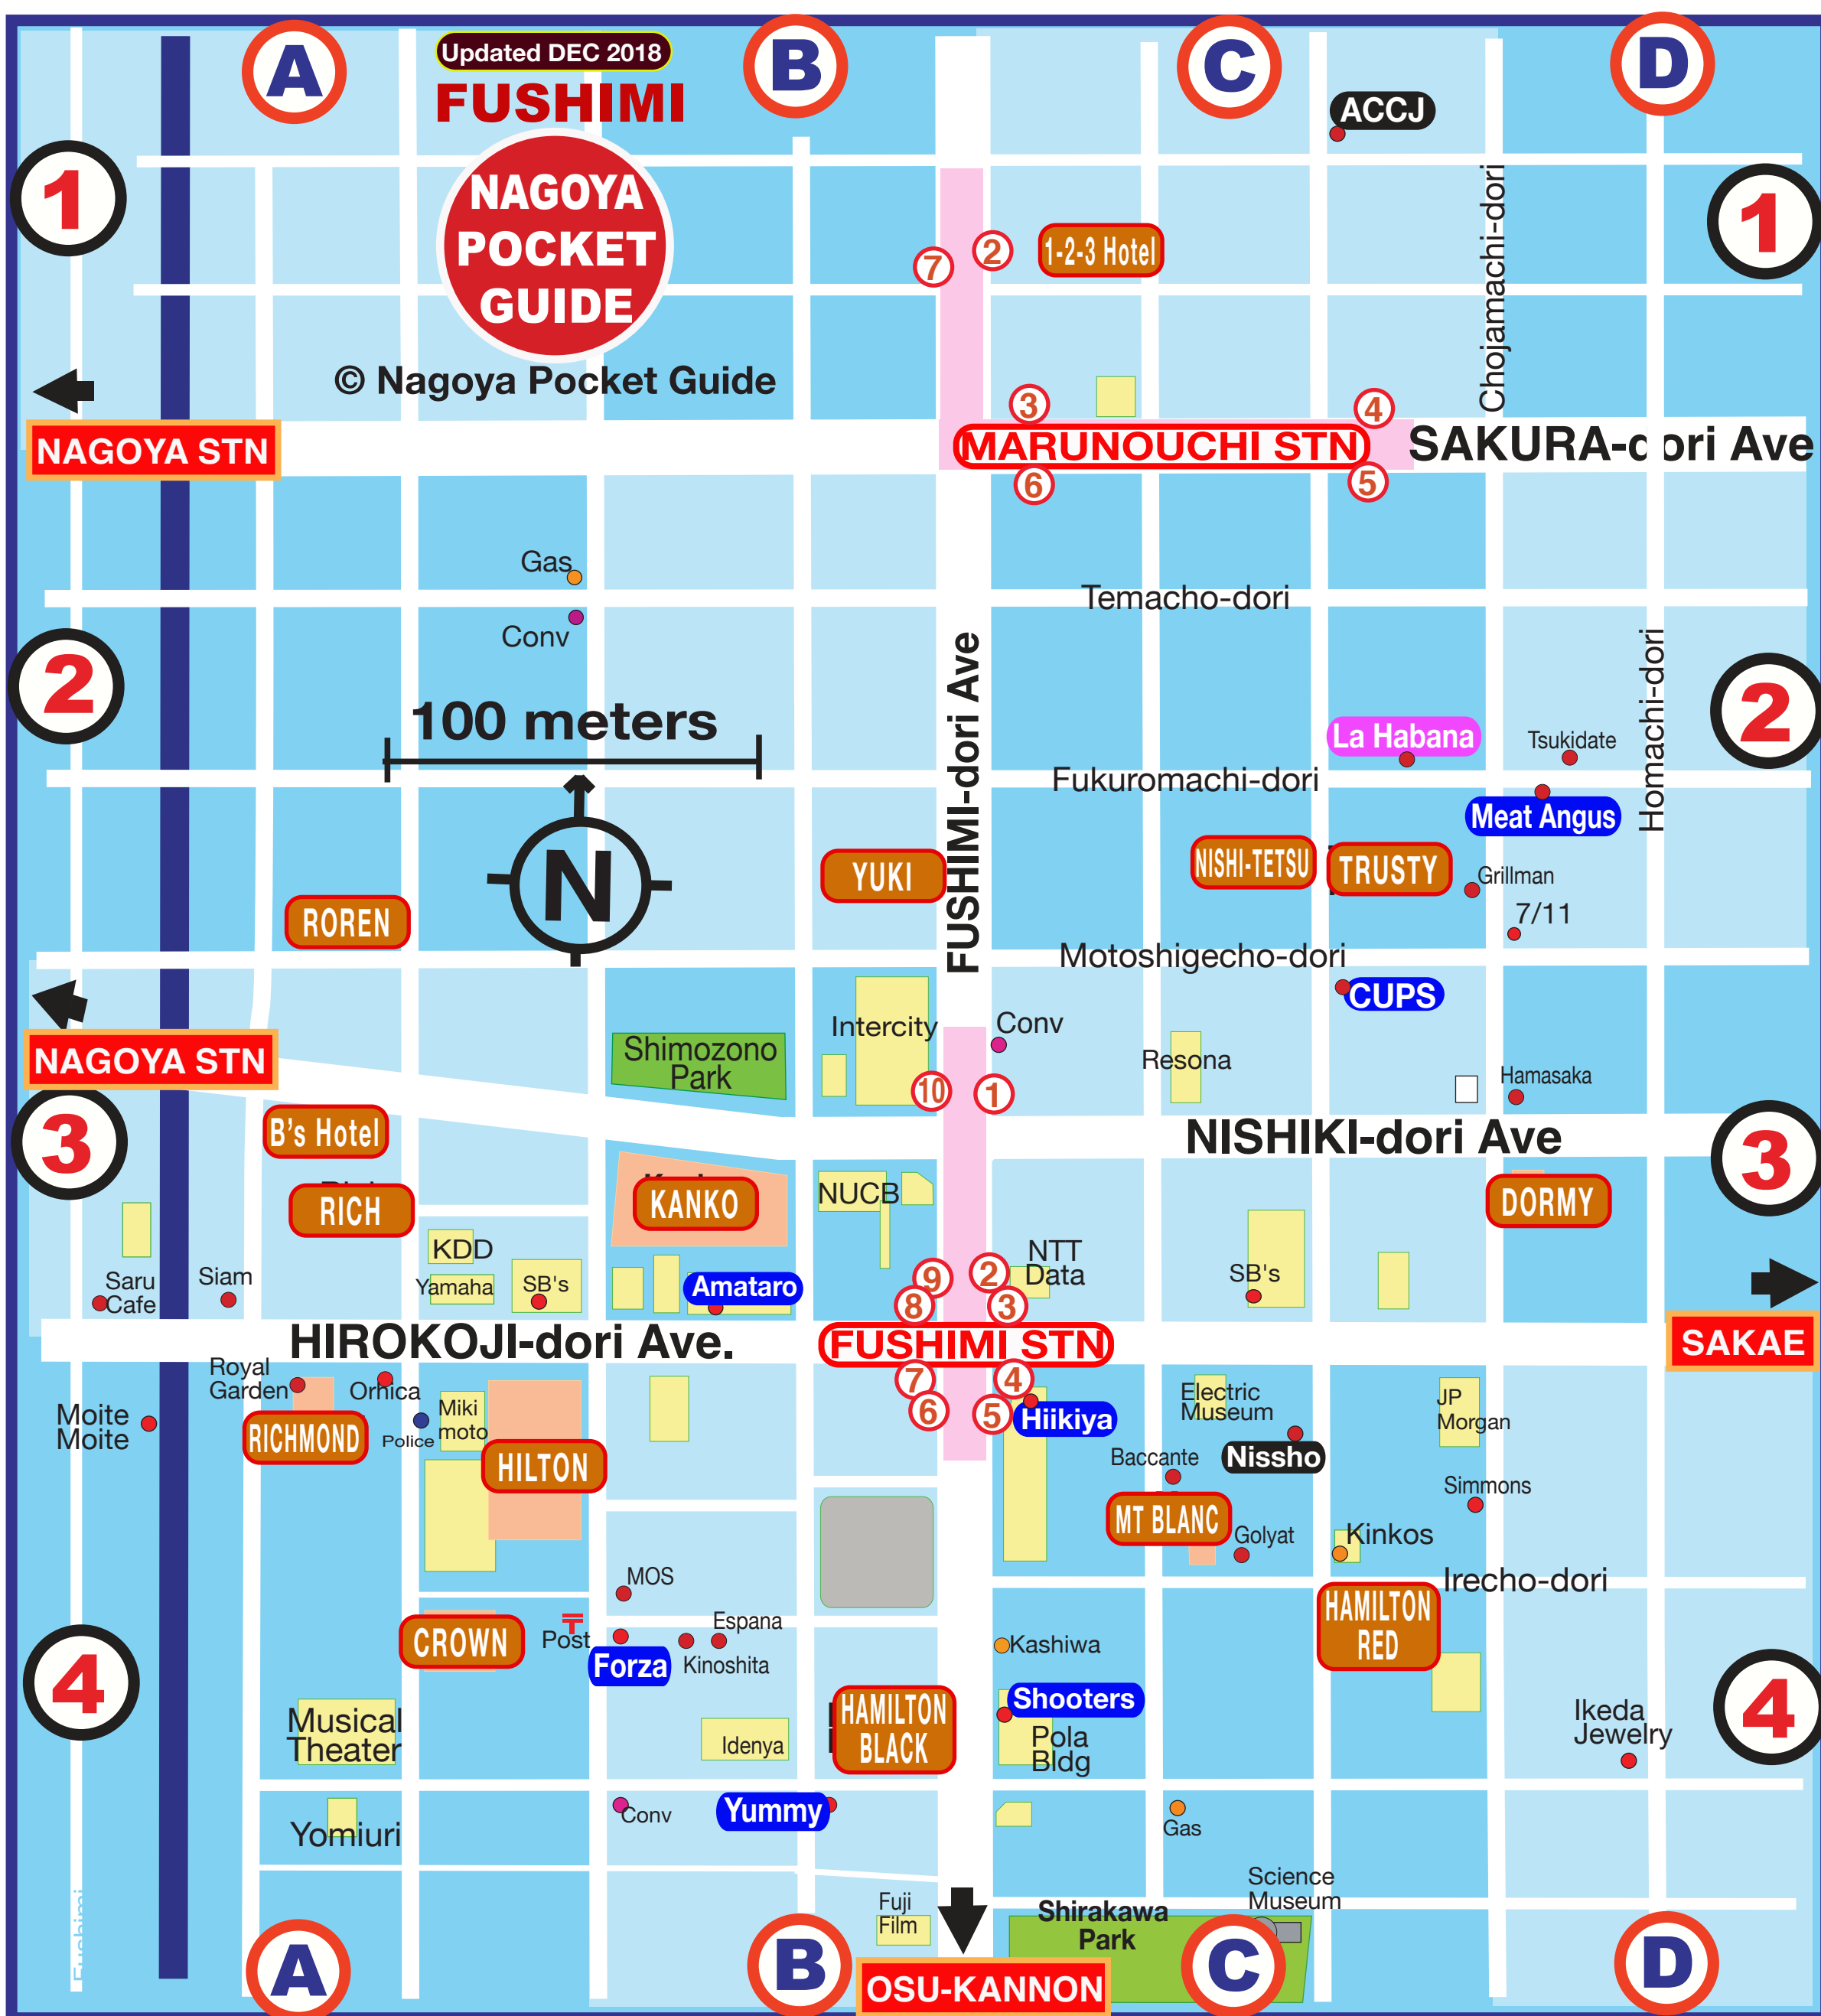 A
B
C
D
Updated DEC 2018
FUSHIMI
NAGOYA
POCKET
GUIDE
© Nagoya Pocket Guide
ACCJ
1
1
Chojamachi-dori
7
2
1-2-3 Hotel
3
4
NAGOYA STN
MARUNOUCHI STN
SAKURA-dori Ave
6
5
Gas
Conv
Temacho-dori
2
2
100 meters
N
FUSHIMI-dori Ave
Homachi-dori
La Habana
Tsukidate
Fukuromachi-dori
Meat Angus
YUKI
NISHI-TETSU
TRUSTY
Grillman
7/11
ROREN
Motoshigecho-dori
CUPS
NAGOYA STN
Shimozono
Park
Intercity
Conv
Resona
Hamasaka
10
1
3
3
B's Hotel
NISHIKI-dori Ave
RICH
KANKO
NUCB
DORMY
KDD
Yamaha
SB's
Amataro
NTT
Data
SB's
Saru
Cafe
Siam
9
2
8
3
HIROKOJI-dori Ave.
FUSHIMI STN
SAKAE
Royal
Garden
Orhica
Moite
Moite
RICHMOND
Police
Miki
moto
HILTON
7
4
6
5
Hiikiya
Electric
Museum
JP
Morgan
Baccante
Nissho
MT BLANC
Golyat
Simmons
Kinkos
Irecho-dori
MOS
CROWN
Post
Forza
Espana
Kinoshita
Kashiwa
HAMILTON
RED
4
4
Musical
Theater
Idenya
HAMILTON
BLACK
Shooters
Pola
Bldg
Ikeda
Jewelry
Yomiuri
Conv
Yummy
Gas
Fushimi
Fuji
Film
Shirakawa
Park
Science
Museum
A
B
C
D
OSU-KANNON